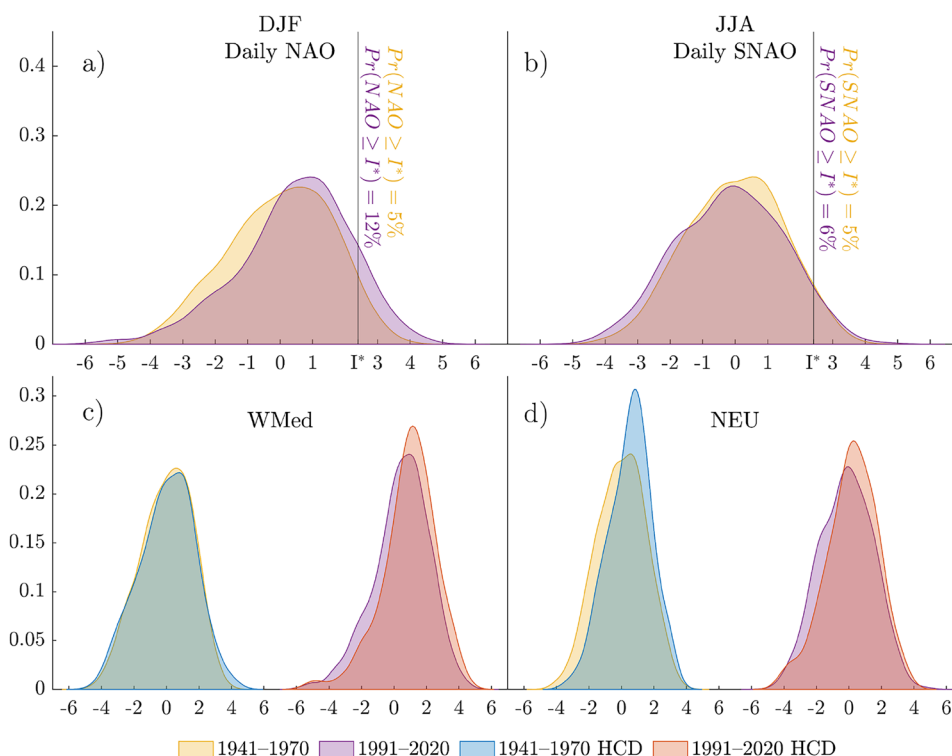 DJF
Daily NAO
JJA
Daily SNAO
a)
b)
Pr(NAO ≥ I*) = 5%
Pr(NAO ≥ I*) = 12%
Pr(SNAO ≥ I*) = 5%
Pr(SNAO ≥ I*) = 6%
0.4
0.3
0.2
0.1
0
-6 -5 -4 -3 -2 -1 0 1 I* 3 4 5 6
-6 -5 -4 -3 -2 -1 0 1 I* 3 4 5 6
c)
WMed
d)
NEU
0.3
0.25
0.2
0.15
0.1
0.05
0
-6 -4 -2 0 2 4 6 -6 -4 -2 0 2 4 6
-6 -4 -2 0 2 4 6 -6 -4 -2 0 2 4 6
1941–1970 1991–2020 1941–1970 HCD 1991–2020 HCD